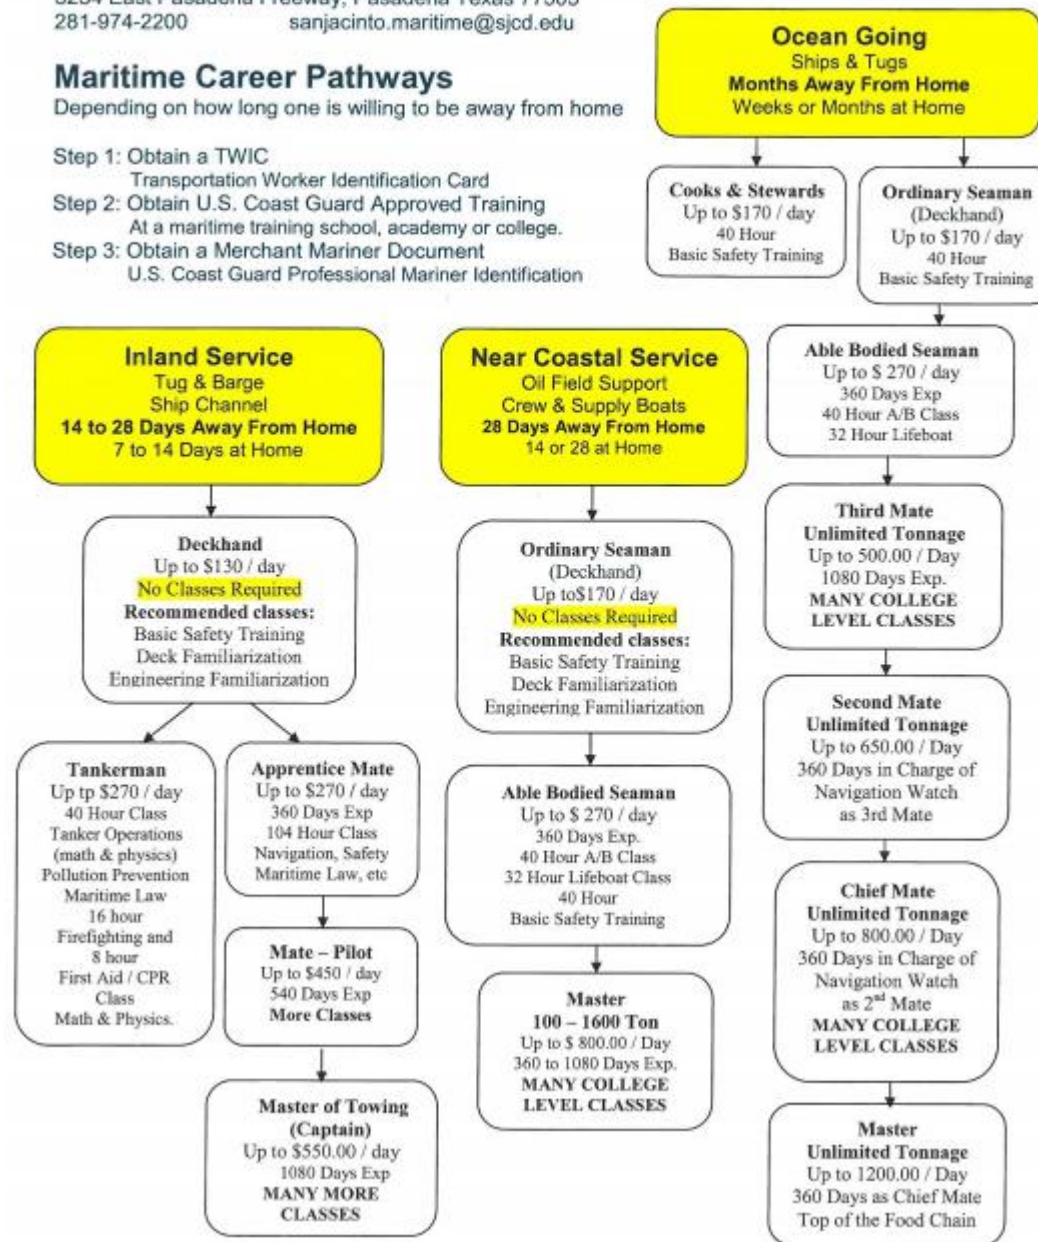 5254 East Pasadena Freeway, Pasadena Texas 77505
281-974-2200 sanjacinto.maritime@sjcd.edu
Maritime Career Pathways
Depending on how long one is willing to be away from home
Step 1: Obtain a TWIC
Transportation Worker Identification Card
Step 2: Obtain U.S. Coast Guard Approved Training
At a maritime training school, academy or college.
Step 3: Obtain a Merchant Mariner Document
U.S. Coast Guard Professional Mariner Identification
Ocean Going
Ships & Tugs
Months Away From Home
Weeks or Months at Home
Cooks & Stewards
Up to $170 / day
40 Hour
Basic Safety Training
Ordinary Seaman
(Deckhand)
Up to $170 / day
40 Hour
Basic Safety Training
Able Bodied Seaman
Up to $ 270 / day
360 Days Exp
40 Hour A/B Class
32 Hour Lifeboat
Third Mate
Unlimited Tonnage
Up to 500.00 / Day
1080 Days Exp.
MANY COLLEGE
LEVEL CLASSES
Second Mate
Unlimited Tonnage
Up to 650.00 / Day
360 Days in Charge of
Navigation Watch
as 3rd Mate
Chief Mate
Unlimited Tonnage
Up to 800.00 / Day
360 Days in Charge of
Navigation Watch
as 2nd Mate
MANY COLLEGE
LEVEL CLASSES
Master
Unlimited Tonnage
Up to 1200.00 / Day
360 Days as Chief Mate
Top of the Food Chain
Inland Service
Tug & Barge
Ship Channel
14 to 28 Days Away From Home
7 to 14 Days at Home
Deckhand
Up to $130 / day
No Classes Required
Recommended classes:
Basic Safety Training
Deck Familiarization
Engineering Familiarization
Tankerman
Up tp $270 / day
40 Hour Class
Tanker Operations
(math & physics)
Pollution Prevention
Maritime Law
16 hour
Firefighting and
8 hour
First Aid / CPR
Class
Math & Physics.
Apprentice Mate
Up to $270 / day
360 Days Exp
104 Hour Class
Navigation, Safety
Maritime Law, etc
Mate – Pilot
Up to $450 / day
540 Days Exp
More Classes
Master of Towing
(Captain)
Up to $550.00 / day
1080 Days Exp
MANY MORE
CLASSES
Near Coastal Service
Oil Field Support
Crew & Supply Boats
28 Days Away From Home
14 or 28 at Home
Ordinary Seaman
(Deckhand)
Up to$170 / day
No Classes Required
Recommended classes:
Basic Safety Training
Deck Familiarization
Engineering Familiarization
Able Bodied Seaman
Up to $ 270 / day
360 Days Exp.
40 Hour A/B Class
32 Hour Lifeboat Class
40 Hour
Basic Safety Training
Master
100 – 1600 Ton
Up to $ 800.00 / Day
360 to 1080 Days Exp.
MANY COLLEGE
LEVEL CLASSES